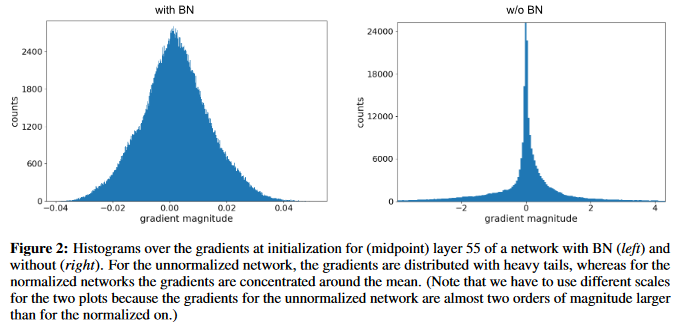 with BN
w/o BN
2400
1800
1200
600
0
counts
-0.04
-0.02
0.00
0.02
0.04
gradient magnitude
24000
18000
12000
6000
0
counts
-2
0
2
4
gradient magnitude
Figure 2: Histograms over the gradients at initialization for (midpoint) layer 55 of a network with BN (left) and
without (right). For the unnormalized network, the gradients are distributed with heavy tails, whereas for the
normalized networks the gradients are concentrated around the mean. (Note that we have to use different scales
for the two plots because the gradients for the unnormalized network are almost two orders of magnitude larger
than for the normalized on.)